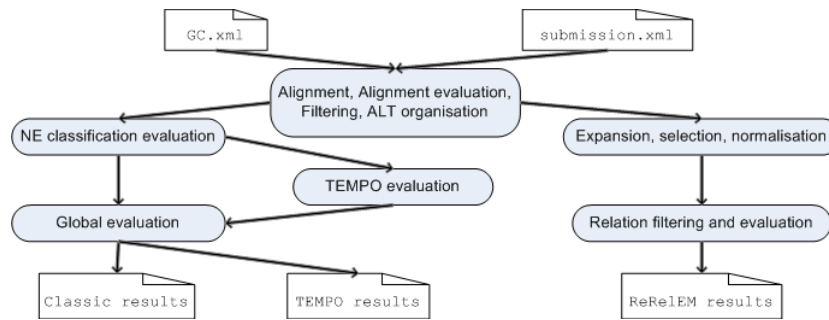 GC.xml
submission.xml
Alignment, Alignment evaluation,
Filtering, ALT organisation
NE classification evaluation
Expansion, selection, normalisation
TEMPO evaluation
Global evaluation
Relation filtering and evaluation
Classic results
TEMPO results
ReRelEM results